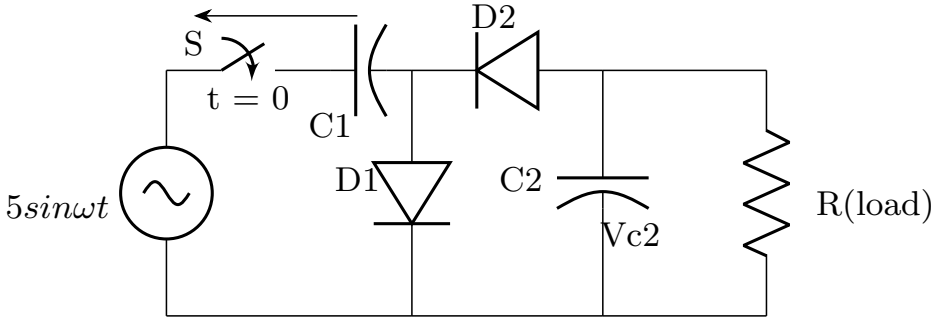 D2
S
t = 0
C1
D1
C2
5sinωt
R(load)
Vc2